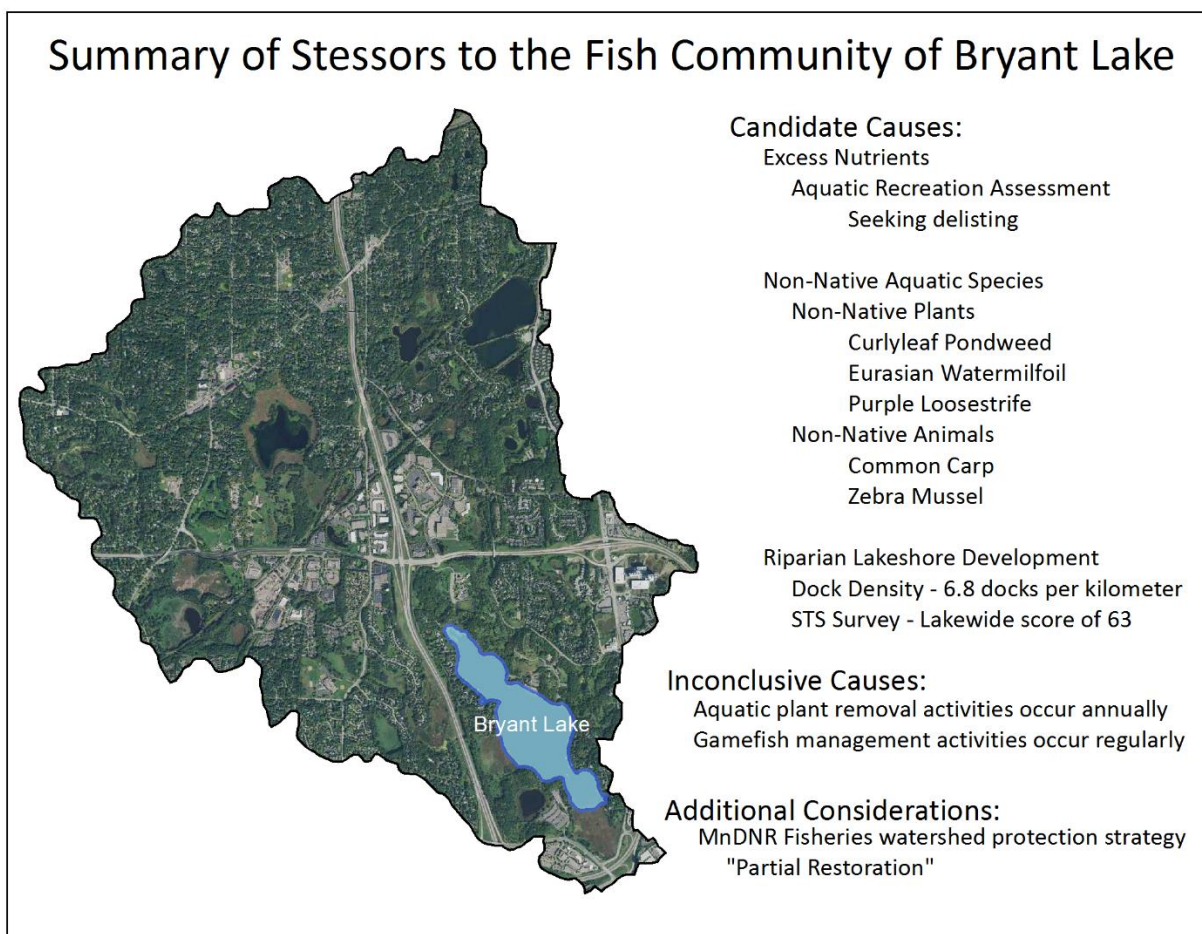 Summary of Stessors to the Fish Community of Bryant Lake
Candidate Causes:
Excess Nutrients
Aquatic Recreation Assessment
Seeking delisting
Non-Native Aquatic Species
Non-Native Plants
Curlyleaf Pondweed
Eurasian Watermilfoil
Purple Loosestrife
Non-Native Animals
Common Carp
Zebra Mussel
Riparian Lakeshore Development
Dock Density - 6.8 docks per kilometer
STS Survey - Lakewide score of 63
Bryant Lake
Inconclusive Causes:
Aquatic plant removal activities occur annually
Gamefish management activities occur regularly
Additional Considerations:
MnDNR Fisheries watershed protection strategy
"Partial Restoration"